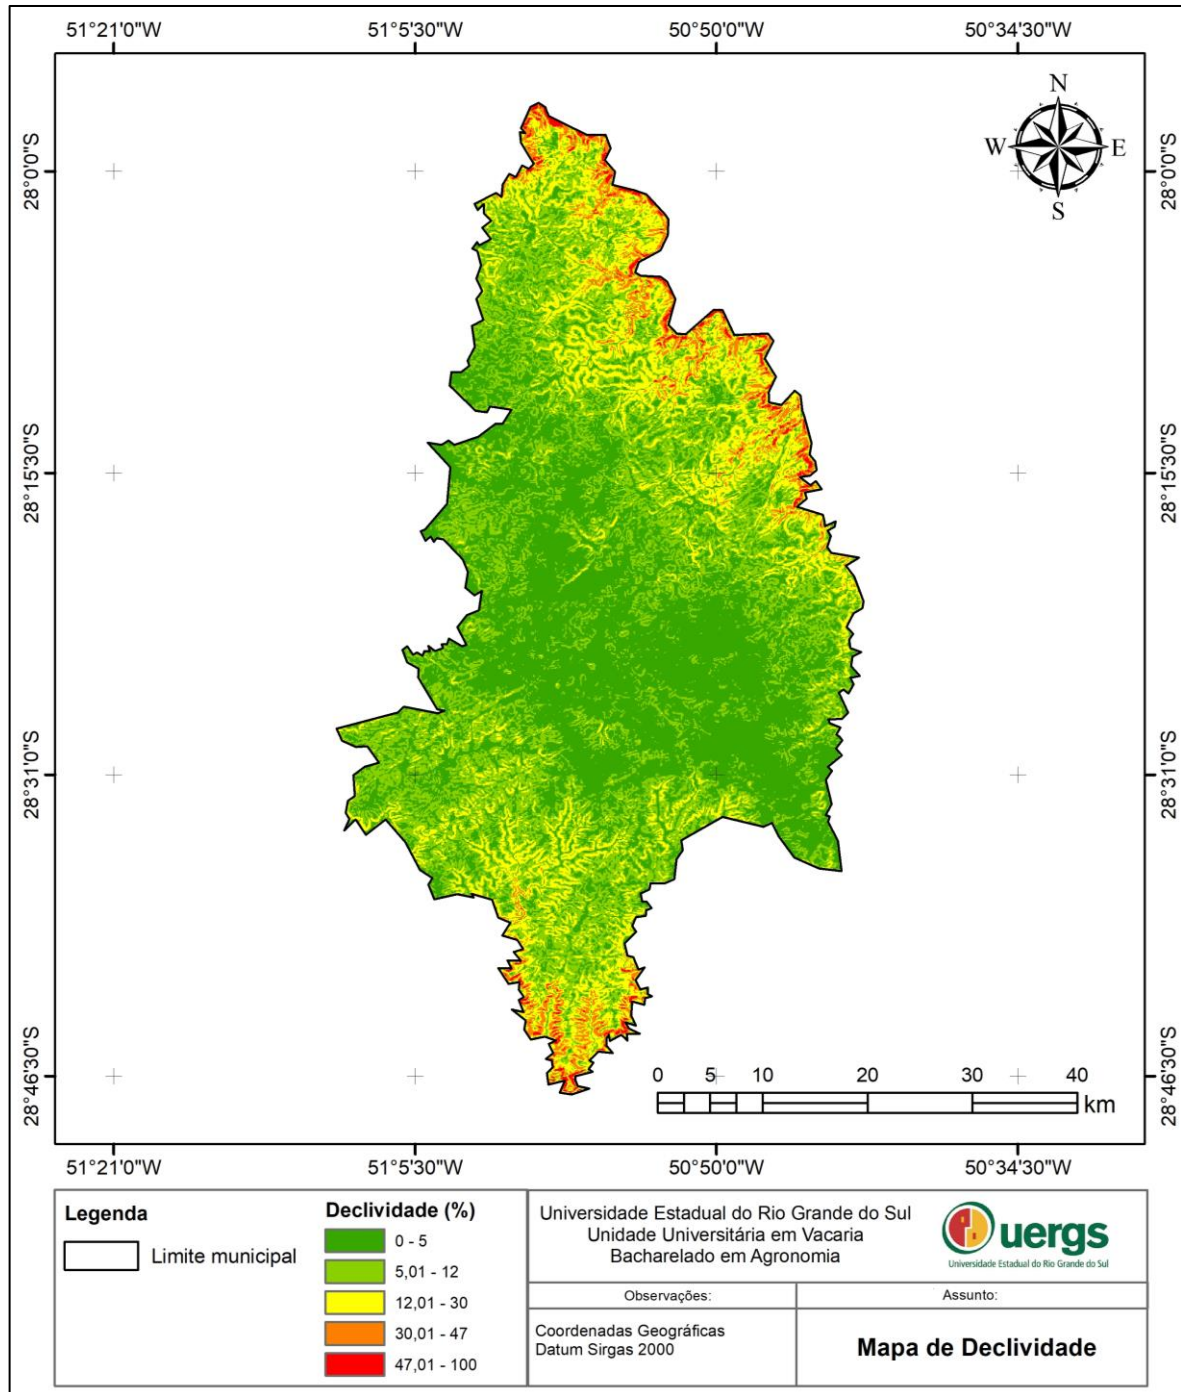 51°21'0"W 51°5'30"W 50°50'0"W 50°34'30"W
N
W E
S
28°0'0"S 28°0'0"S
28°15'30"S 28°15'30"S
28°31'0"S 28°31'0"S
28°46'30"S 28°46'30"S
0 5 10 20 30 40
km
51°21'0"W 51°5'30"W 50°50'0"W 50°34'30"W
Legenda
Limite municipal
Declividade (%)
0 - 5
5,01 - 12
12,01 - 30
30,01 - 47
47,01 - 100
Universidade Estadual do Rio Grande do Sul
Unidade Universitária em Vacaria
Bacharelado em Agronomia
uergs
Universidade Estadual do Rio Grande do Sul
Observações:
Coordenadas Geográficas
Datum Sirgas 2000
Assunto:
Mapa de Declividade